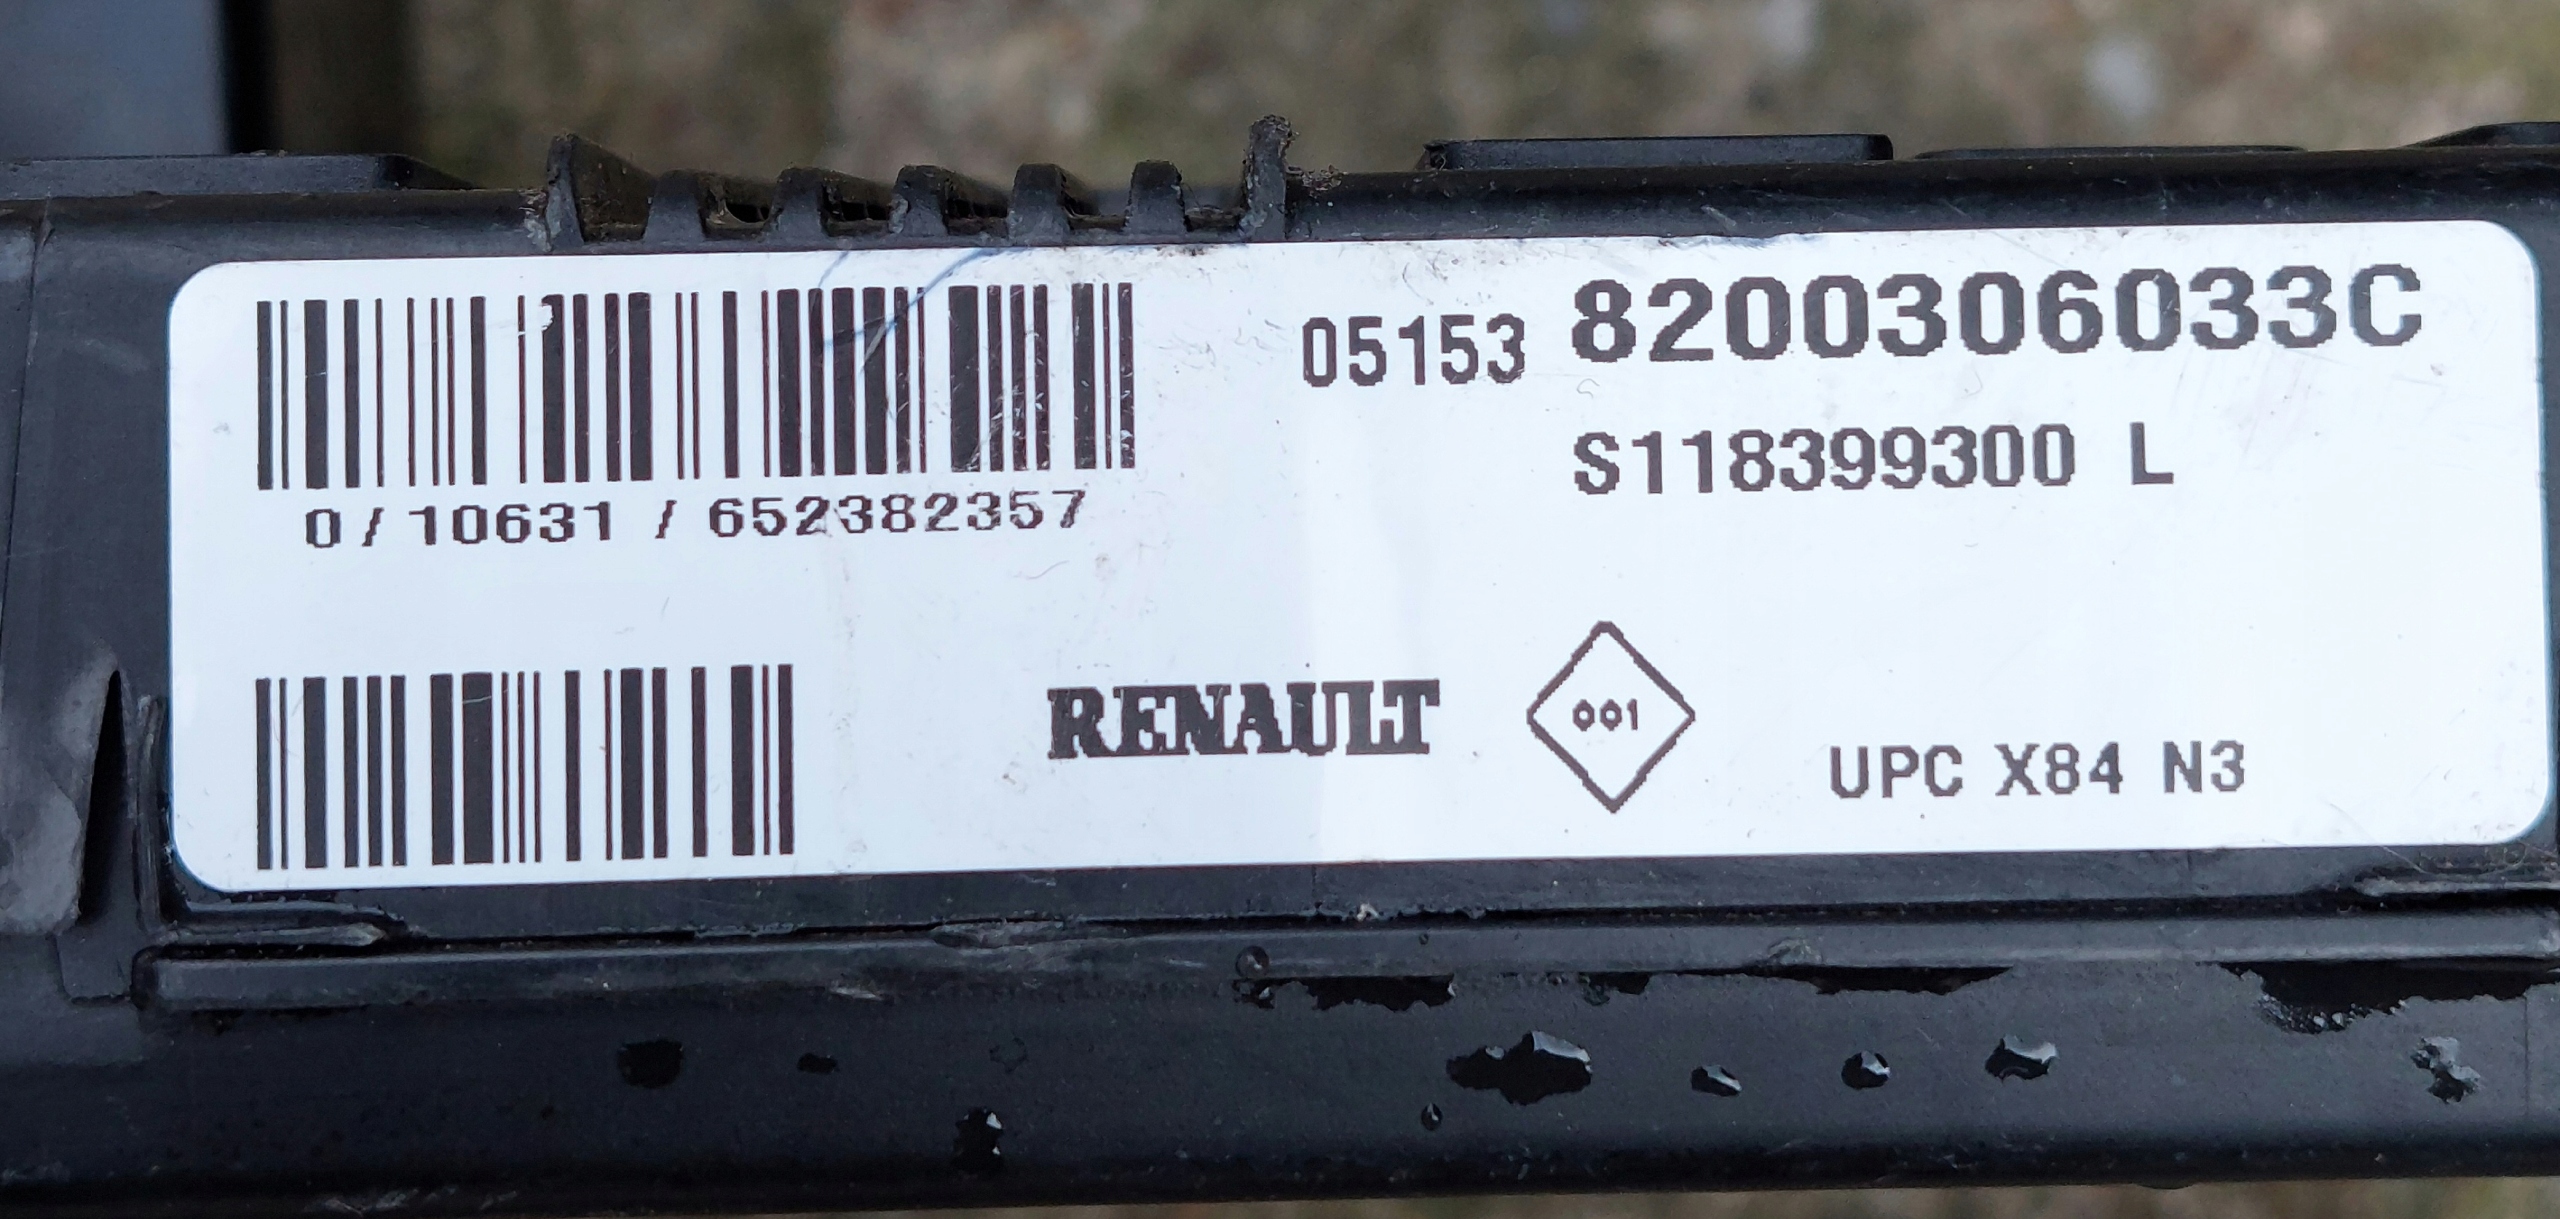 05153 8200306033C
S118399300 L
0/10631 / 652382357
RENAULT
001
UPC X84 N3